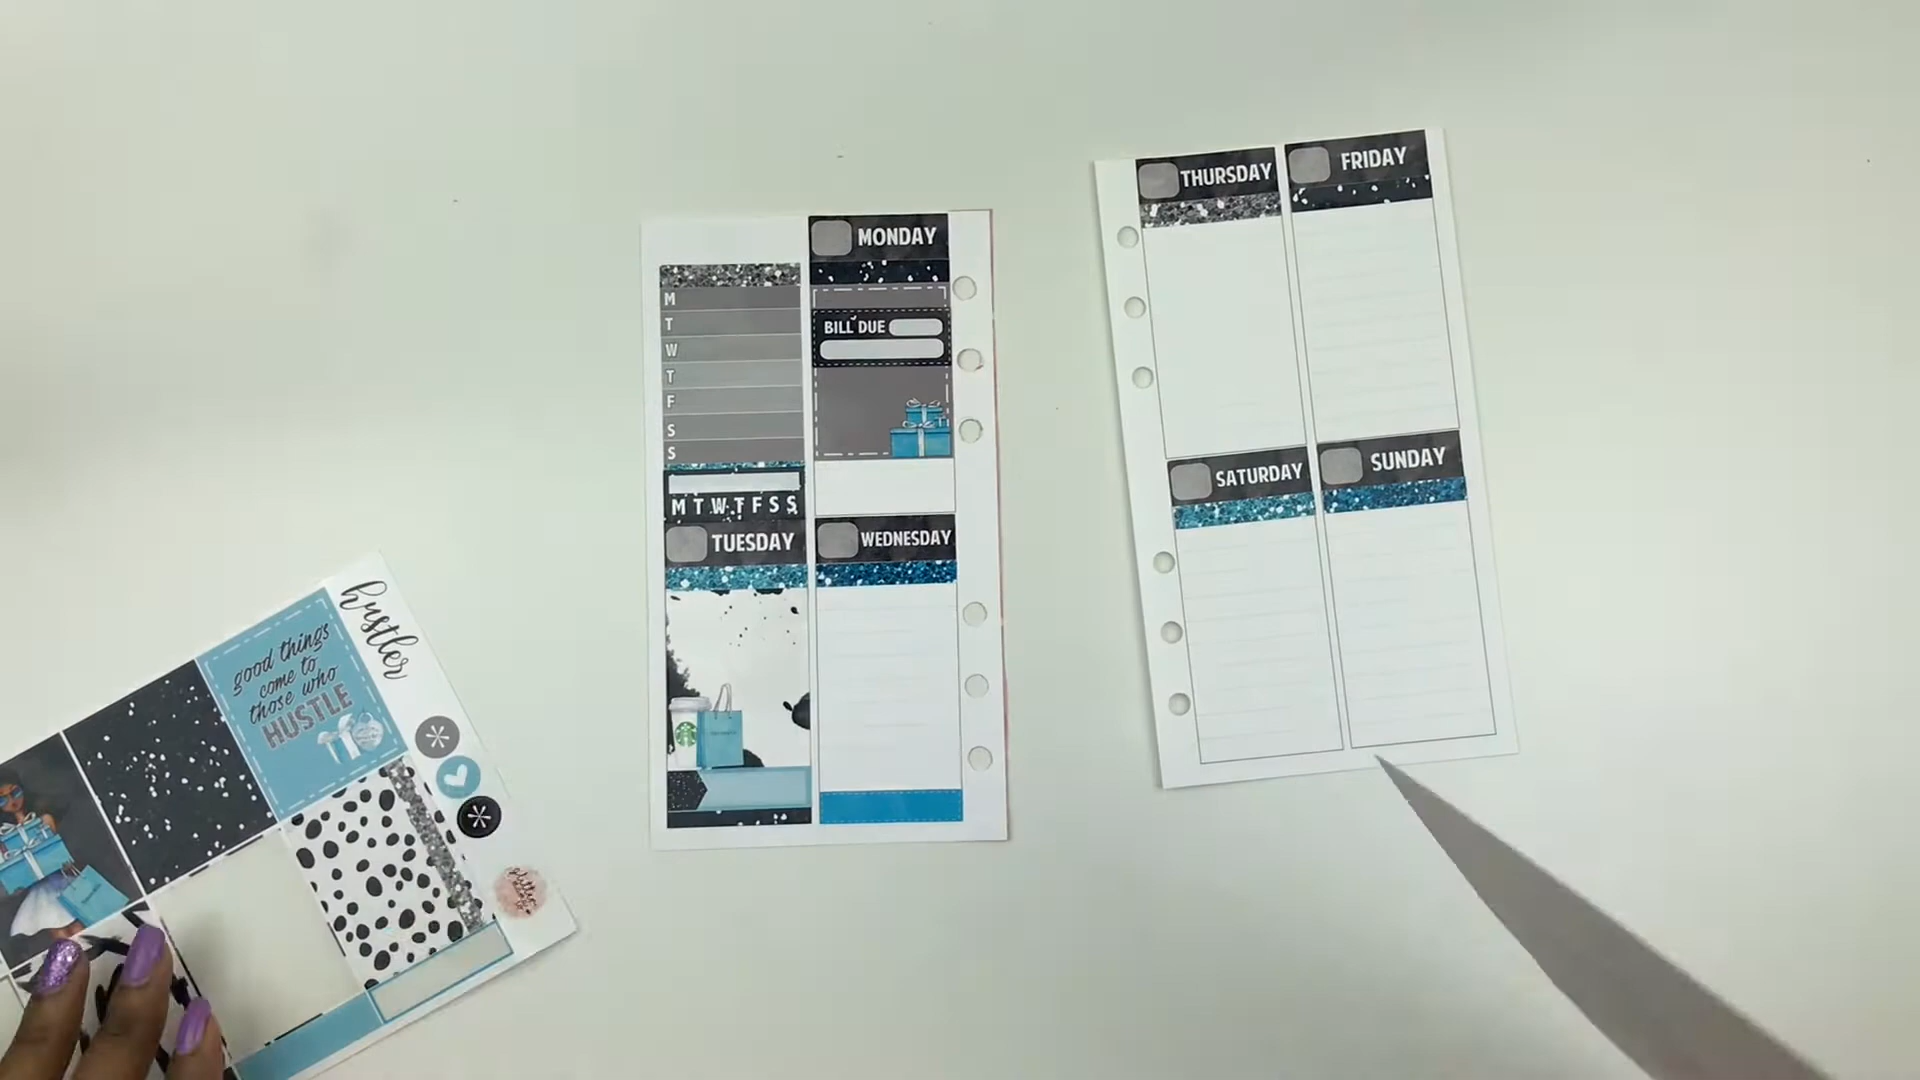 MONDAY
M
T
W
T
F
S
S
BILL DUE
M T W T F S S
TUESDAY
WEDNESDAY
THURSDAY
FRIDAY
SATURDAY
SUNDAY
good things
come to
those who
HUSTLE
hustler